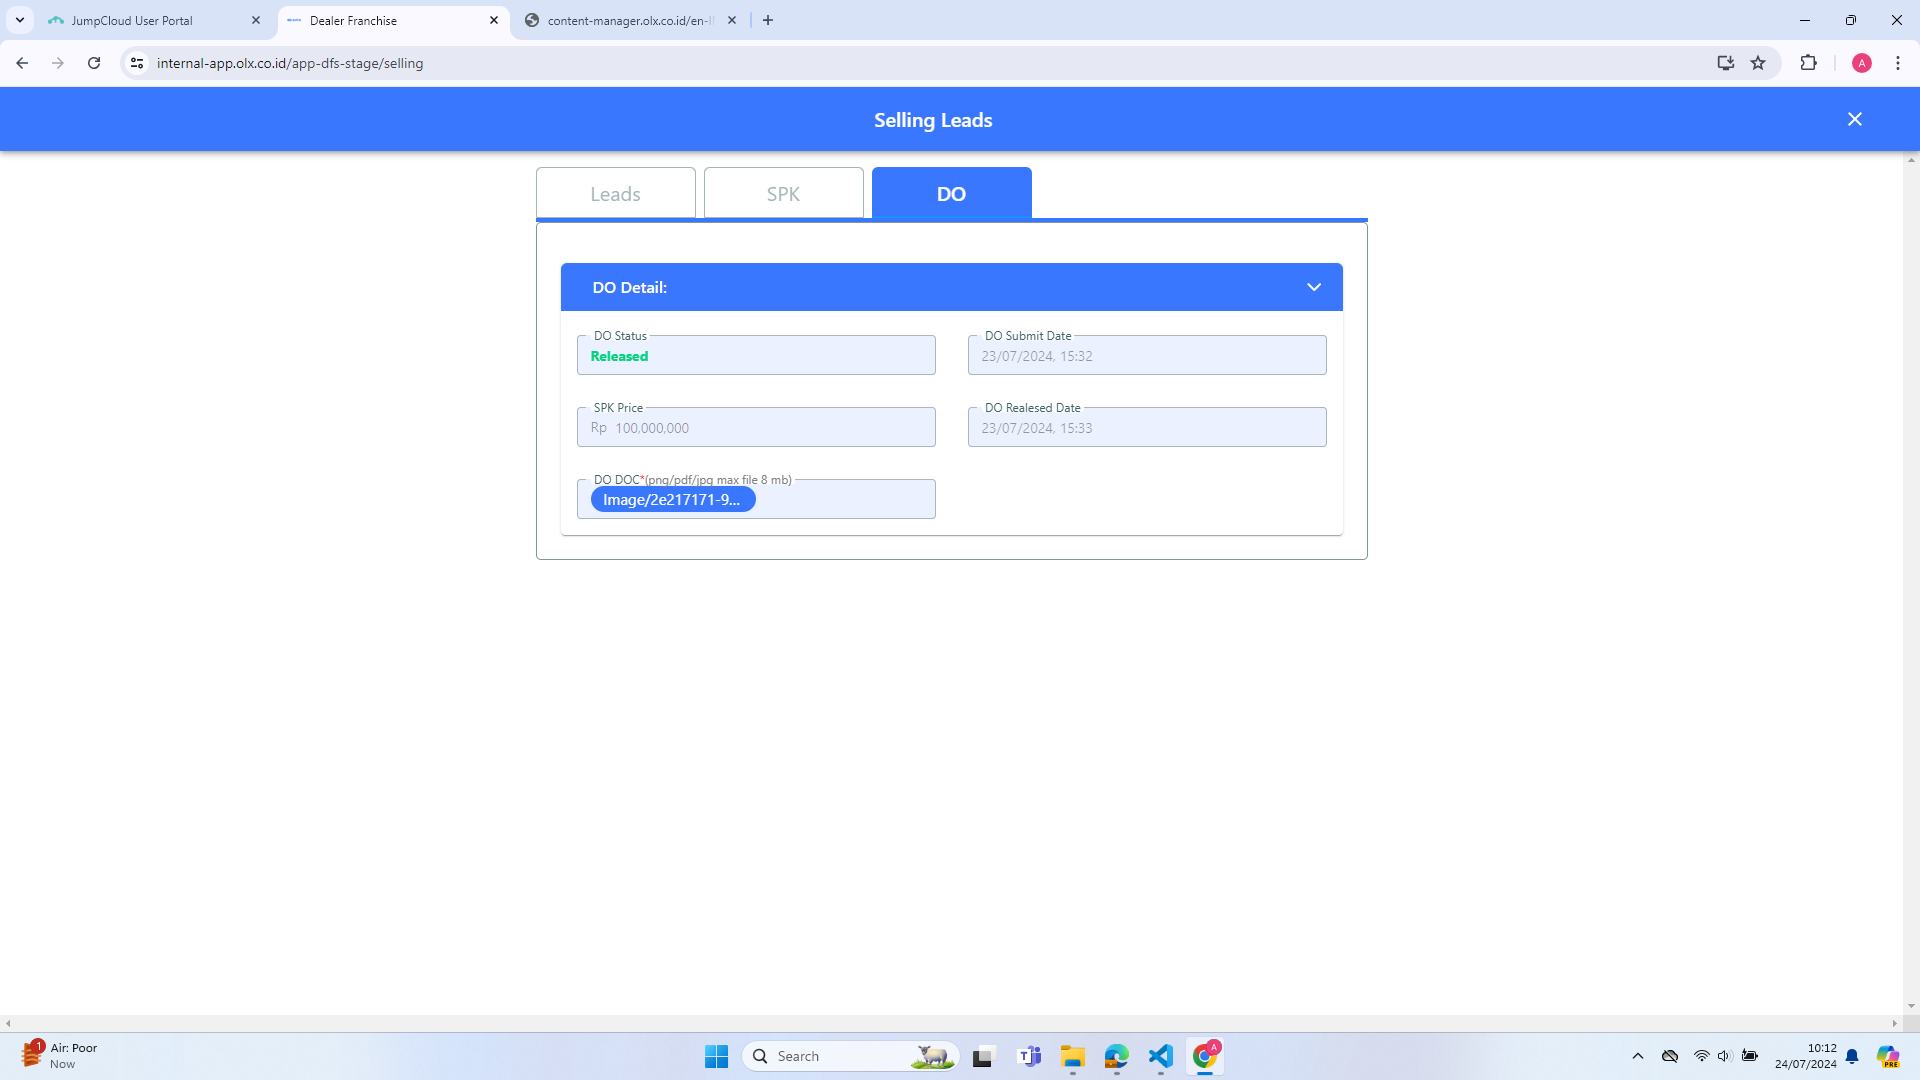 JumpCloud User Portal
Dealer Franchise
content-manager.olx.co.id/en-I
internal-app.olx.co.id/app-dfs-stage/selling
A
Selling Leads
Leads
SPK
DO
DO Detail:
DO Status
Released
DO Submit Date
23/07/2024, 15:32
SPK Price
Rp 100,000,000
DO Realesed Date
23/07/2024, 15:33
DO DOC*(png/pdf/jpg max file 8 mb)
Image/2e217171-9...
1
Air: Poor
Now
Search
T
A
10:12
24/07/2024
PRE